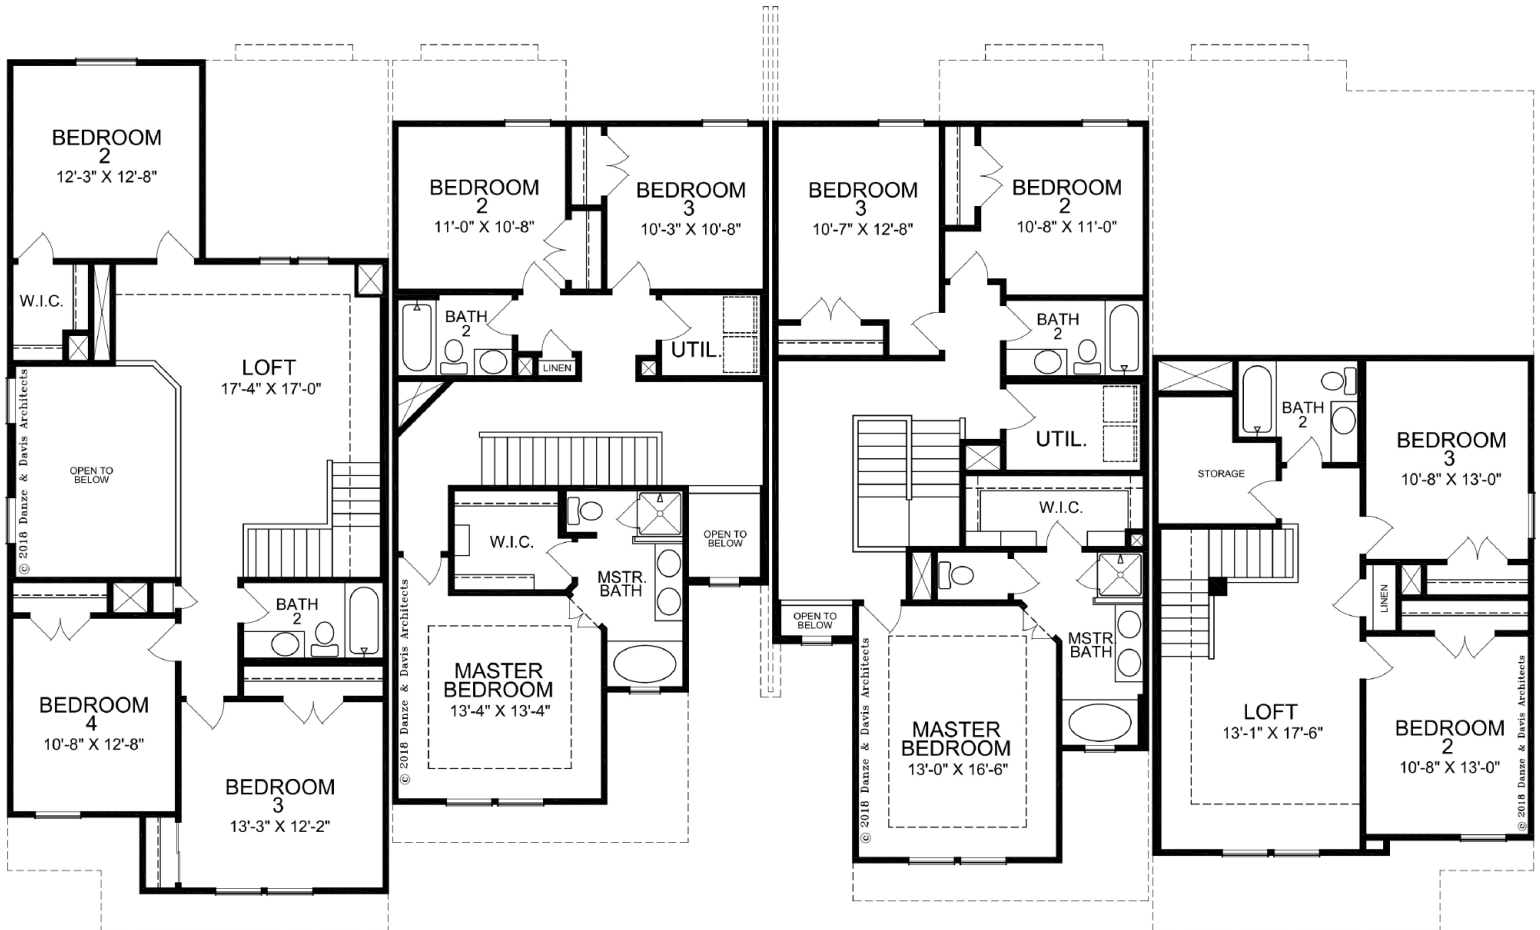 BEDROOM
2
12'-3" X 12'-8"
W.I.C.
LOFT
17'-4" X 17'-0"
OPEN TO
BELOW
© 2018 Danze & Davis Architects
BATH
2
BEDROOM
4
10'-8" X 12'-8"
BEDROOM
3
13'-3" X 12'-2"
BEDROOM
2
11'-0" X 10'-8"
BEDROOM
3
10'-3" X 10'-8"
BATH
2
LINEN
UTIL.
W.I.C.
OPEN TO
BELOW
MSTR.
BATH
MASTER
BEDROOM
13'-4" X 13'-4"
© 2018 Danze & Davis Architects
BEDROOM
3
10'-7" X 12'-8"
BEDROOM
2
10'-8" X 11'-0"
BATH
2
UTIL.
W.I.C.
OPEN TO
BELOW
MSTR.
BATH
MASTER
BEDROOM
13'-0" X 16'-6"
© 2018 Danze & Davis Architects
BATH
2
STORAGE
BEDROOM
3
10'-8" X 13'-0"
LINEN
LOFT
13'-1" X 17'-6"
BEDROOM
2
10'-8" X 13'-0"
© 2018 Danze & Davis Architects